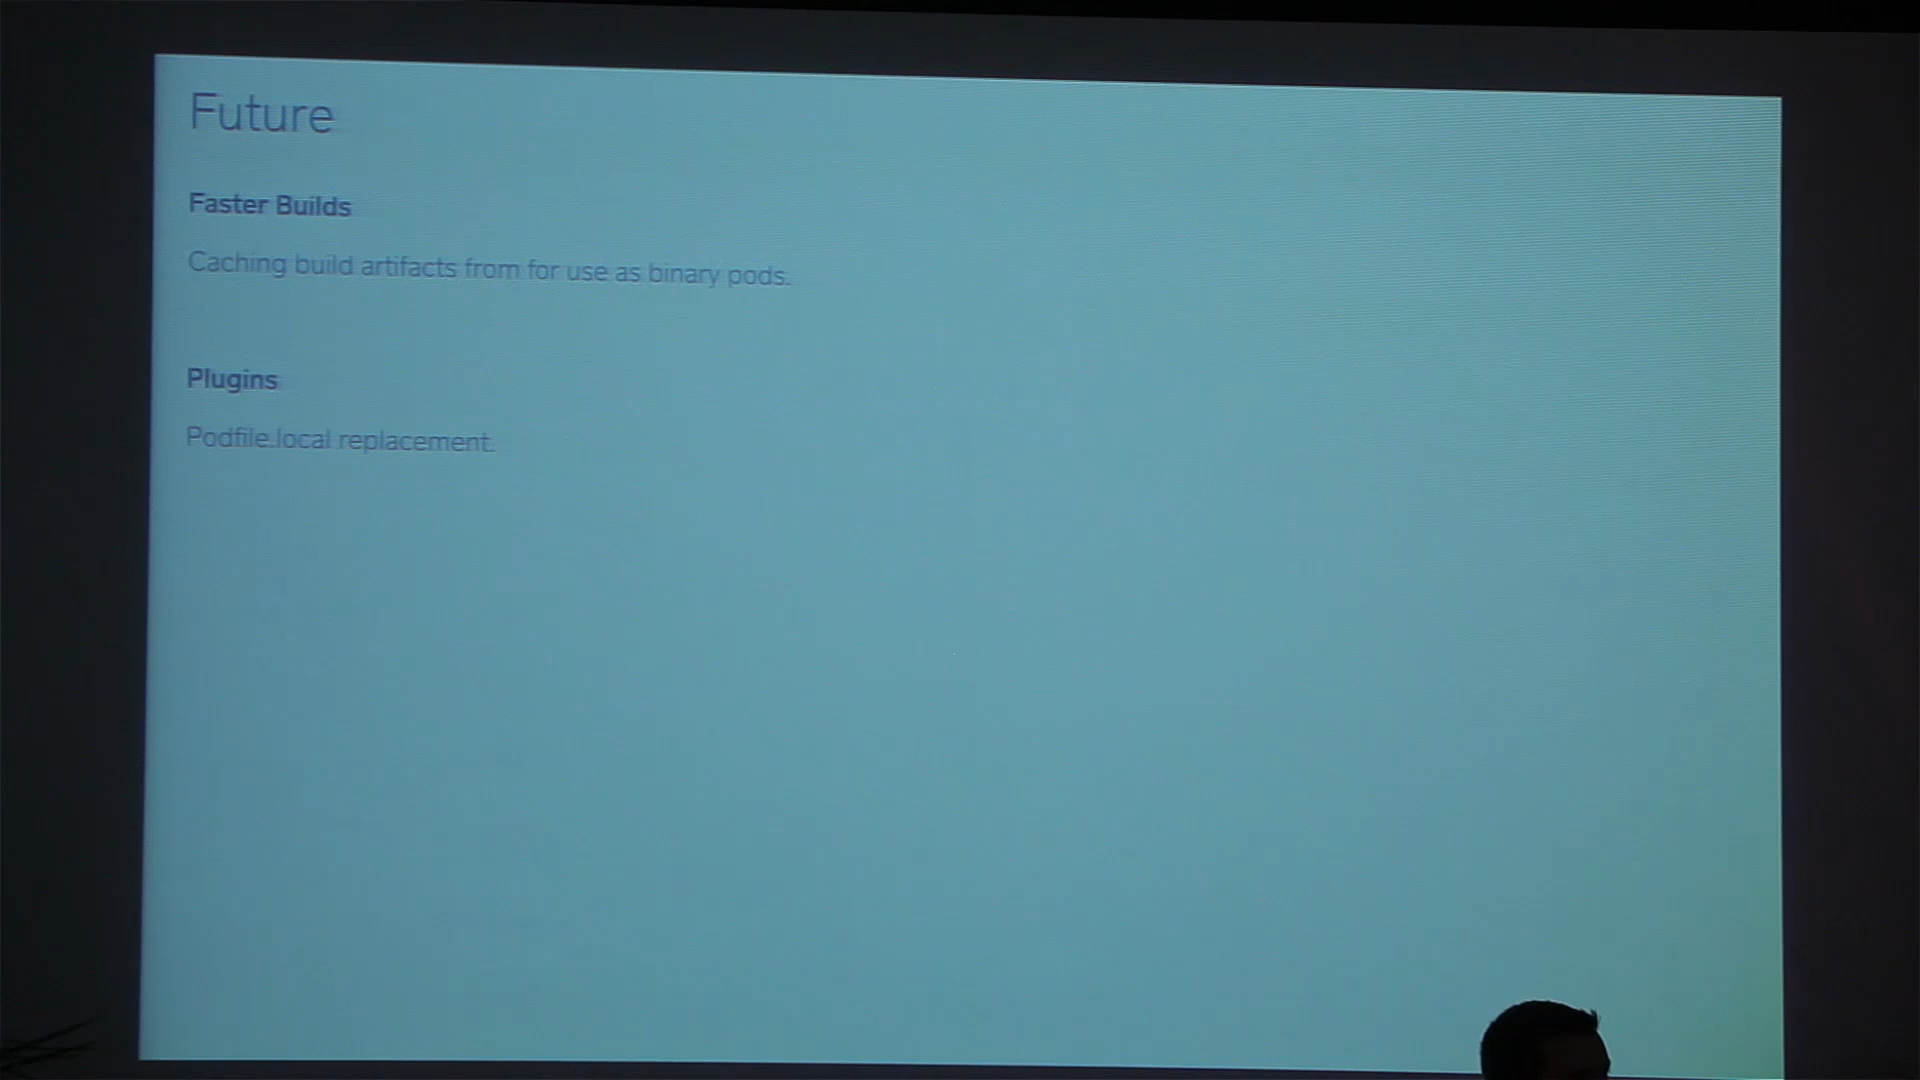 Future
Faster Builds
Caching build artifacts from for use as binary pods.
Plugins
Podfile.local replacement.